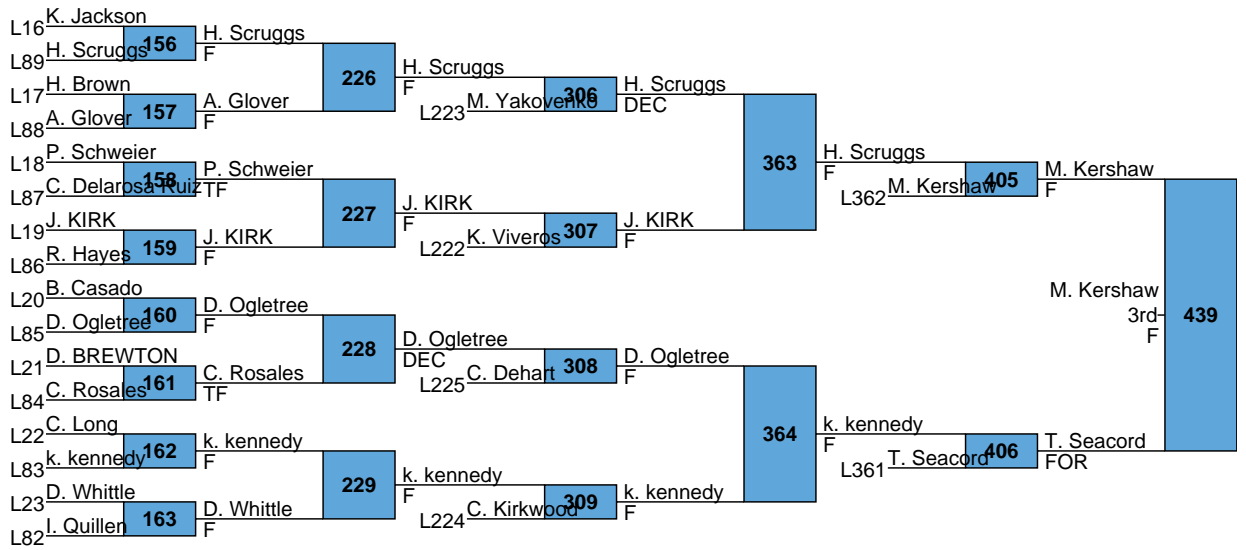 K. Jackson
L16
156
H. Scruggs
F
H. Scruggs
L89
226
H. Scruggs
F
H. Brown
L17
157
A. Glover
F
A. Glover
L88
M. Yakovenko
L223
306
H. Scruggs
DEC
P. Schweier
L18
158
P. Schweier
TF
C. Delarosa Ruiz
L87
227
J. KIRK
F
J. KIRK
L19
159
J. KIRK
F
R. Hayes
L86
K. Viveros
L222
307
J. KIRK
F
363
H. Scruggs
F
M. Kershaw
L362
405
M. Kershaw
F
B. Casado
L20
160
D. Ogletree
F
D. Ogletree
L85
228
D. Ogletree
DEC
D. BREWTON
L21
161
C. Rosales
TF
C. Rosales
L84
C. Dehart
L225
308
D. Ogletree
F
C. Long
L22
162
k. kennedy
F
k. kennedy
L83
229
k. kennedy
F
D. Whittle
L23
163
D. Whittle
F
I. Quillen
L82
C. Kirkwood
L224
309
k. kennedy
F
364
k. kennedy
F
T. Seacord
L361
406
T. Seacord
FOR
M. Kershaw
3rd
F
439